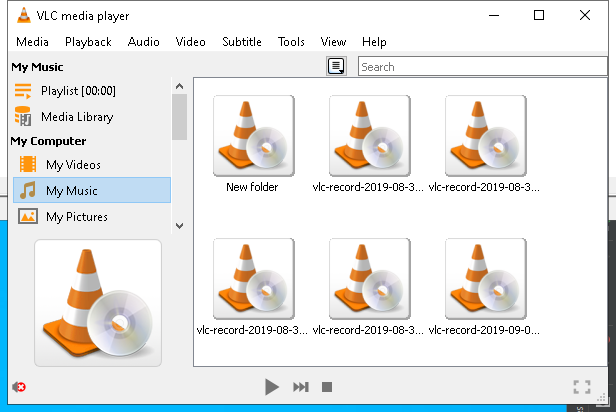 VLC media player
Media Playback Audio Video Subtitle Tools View Help
My Music
Search
Playlist [00:00]
Media Library
My Computer
My Videos
My Music
My Pictures
New folder vlc-record-2019-08-3... vlc-record-2019-08-3...
vlc-record-2019-08-3... vlc-record-2019-08-3... vlc-record-2019-09-0...